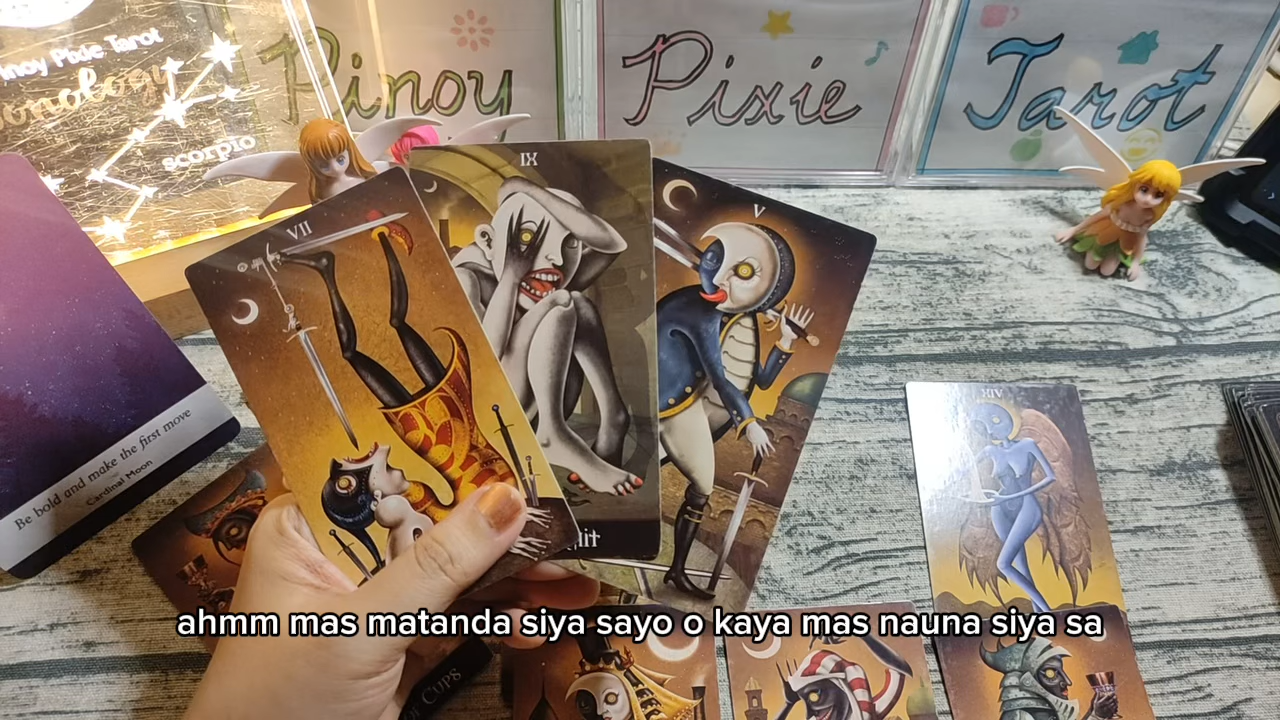 Pinoy Pixie Tarot
scorpio
Pinoy
Pixie
Tarot
VII
IX
V
XIV
Be bold and make the first move
Cardinal Moon
Cups
ahmm mas matanda siya sayo o kaya mas nauna siya sa